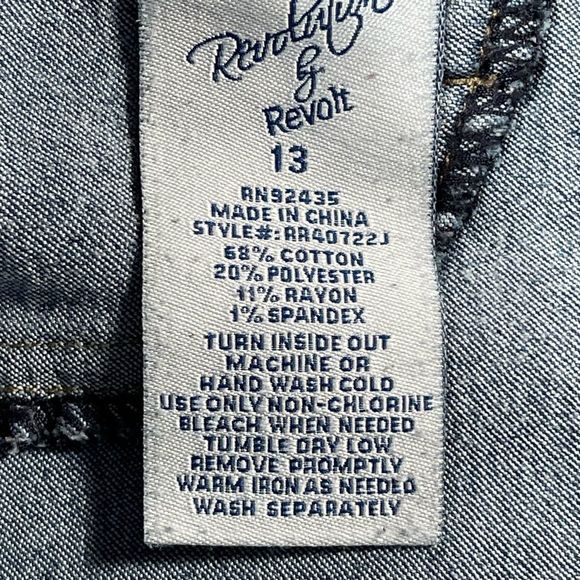 Revolution
&
Revolt
13
RN92435
MADE IN CHINA
STYLE#:RR40722J
68% COTTON
20% POLYESTER
11% RAYON
1% SPANDEX
TURN INSIDE OUT
MACHINE OR
HAND WASH COLD
USE ONLY NON-CHLORINE
BLEACH WHEN NEEDED
TUMBLE DRY LOW
REMOVE PROMPTLY
WARM IRON AS NEEDED
WASH SEPARATELY